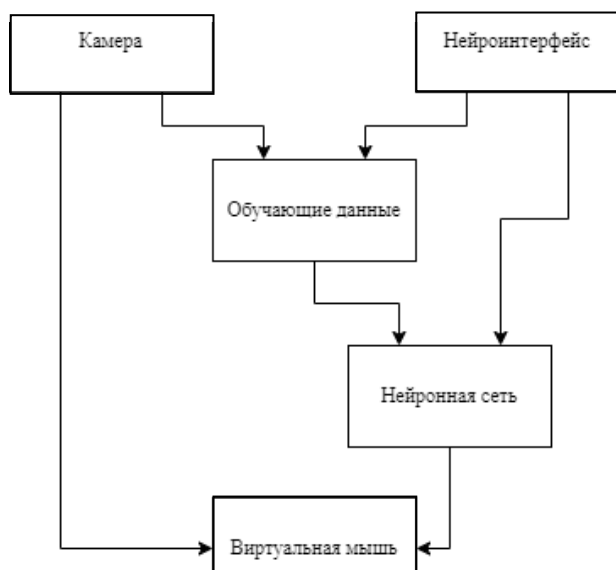 Камера
Нейроинтерфейс
Обучающие данные
Нейронная сеть
Виртуальная мышь